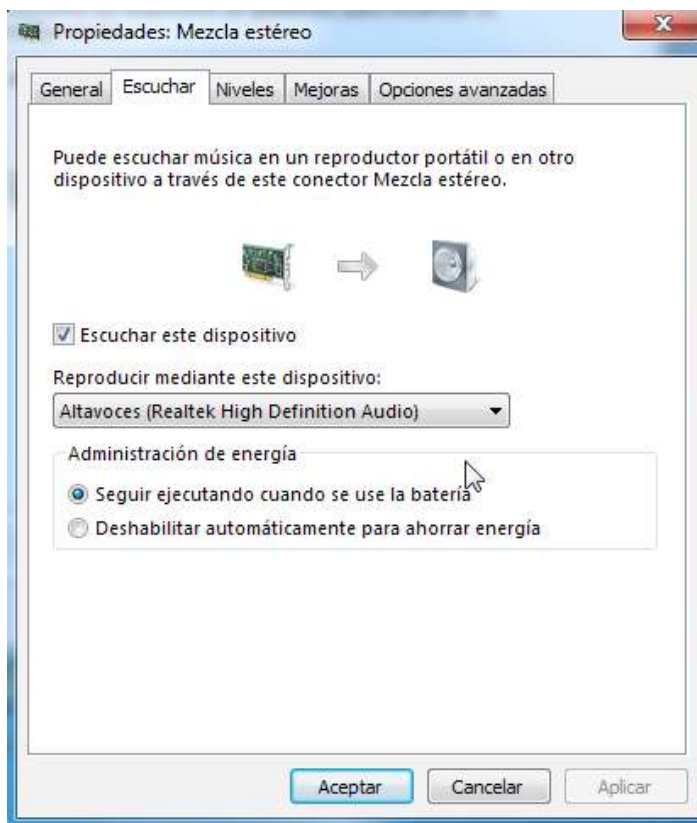 Propiedades: Mezcla estéreo
General
Escuchar
Niveles
Mejoras
Opciones avanzadas
Puede escuchar música en un reproductor portátil o en otro
dispositivo a través de este conector Mezcla estéreo.
Escuchar este dispositivo
Reproducir mediante este dispositivo:
Altavoces (Realtek High Definition Audio)
Administración de energía
Seguir ejecutando cuando se use la batería
Deshabilitar automáticamente para ahorrar energía
Aceptar
Cancelar
Aplicar